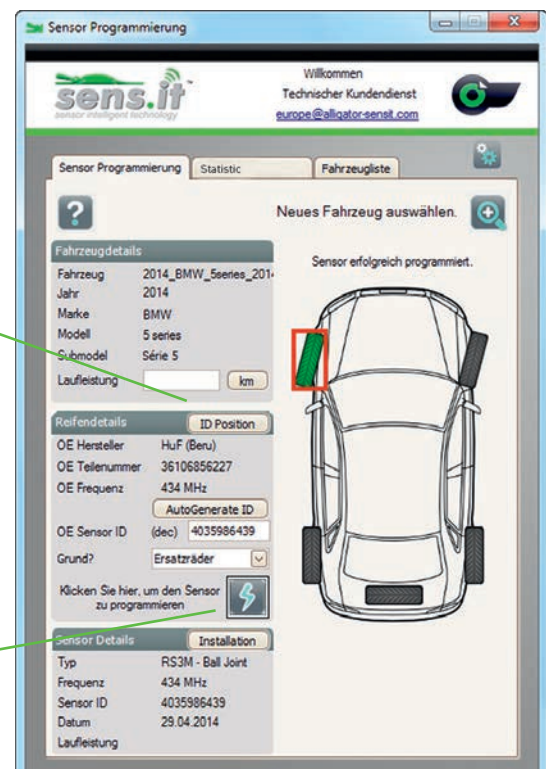 Sensor Programmierung
sens.it
sensor intelligent technology
Willkommen
Technischer Kundendienst
europe@alligator-sensit.com
Sensor Programmierung
Statistic
Fahrzeugliste
?
Neues Fahrzeug auswählen.
Sensor erfolgreich programmiert.
Fahrzeugdetails
Fahrzeug 2014_BMW_5series_201
Jahr 2014
Marke BMW
Modell 5 series
Submodel Série 5
Laufleistung km
Reifendetails ID Position
OE Hersteller HuF (Beru)
OE Teilenummer 36106856227
OE Frequenz 434 MHz
AutoGenerate ID
OE Sensor ID (dec) 4035986439
Grund? Ersatzräder
Klicken Sie hier, um den Sensor
zu programmieren
Sensor Details Installation
Typ RS3M - Ball Joint
Frequenz 434 MHz
Sensor ID 4035986439
Datum 29.04.2014
Laufleistung